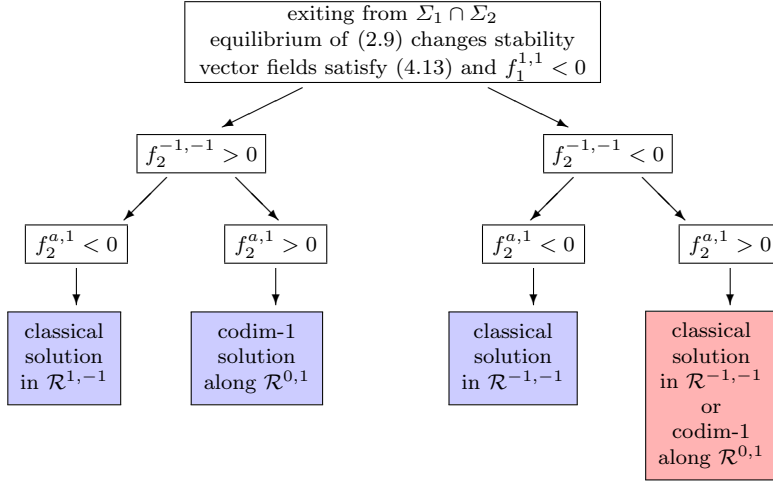 exiting from Σ₁ ∩ Σ₂
equilibrium of (2.9) changes stability
vector fields satisfy (4.13) and f₁^{1,1} < 0
f₂^{−1,−1} > 0
f₂^{−1,−1} < 0
f₂^{a,1} < 0
f₂^{a,1} > 0
f₂^{a,1} < 0
f₂^{a,1} > 0
classical
solution
in ℛ^{1,−1}
codim-1
solution
along ℛ^{0,1}
classical
solution
in ℛ^{−1,−1}
classical
solution
in ℛ^{−1,−1}
or
codim-1
along ℛ^{0,1}